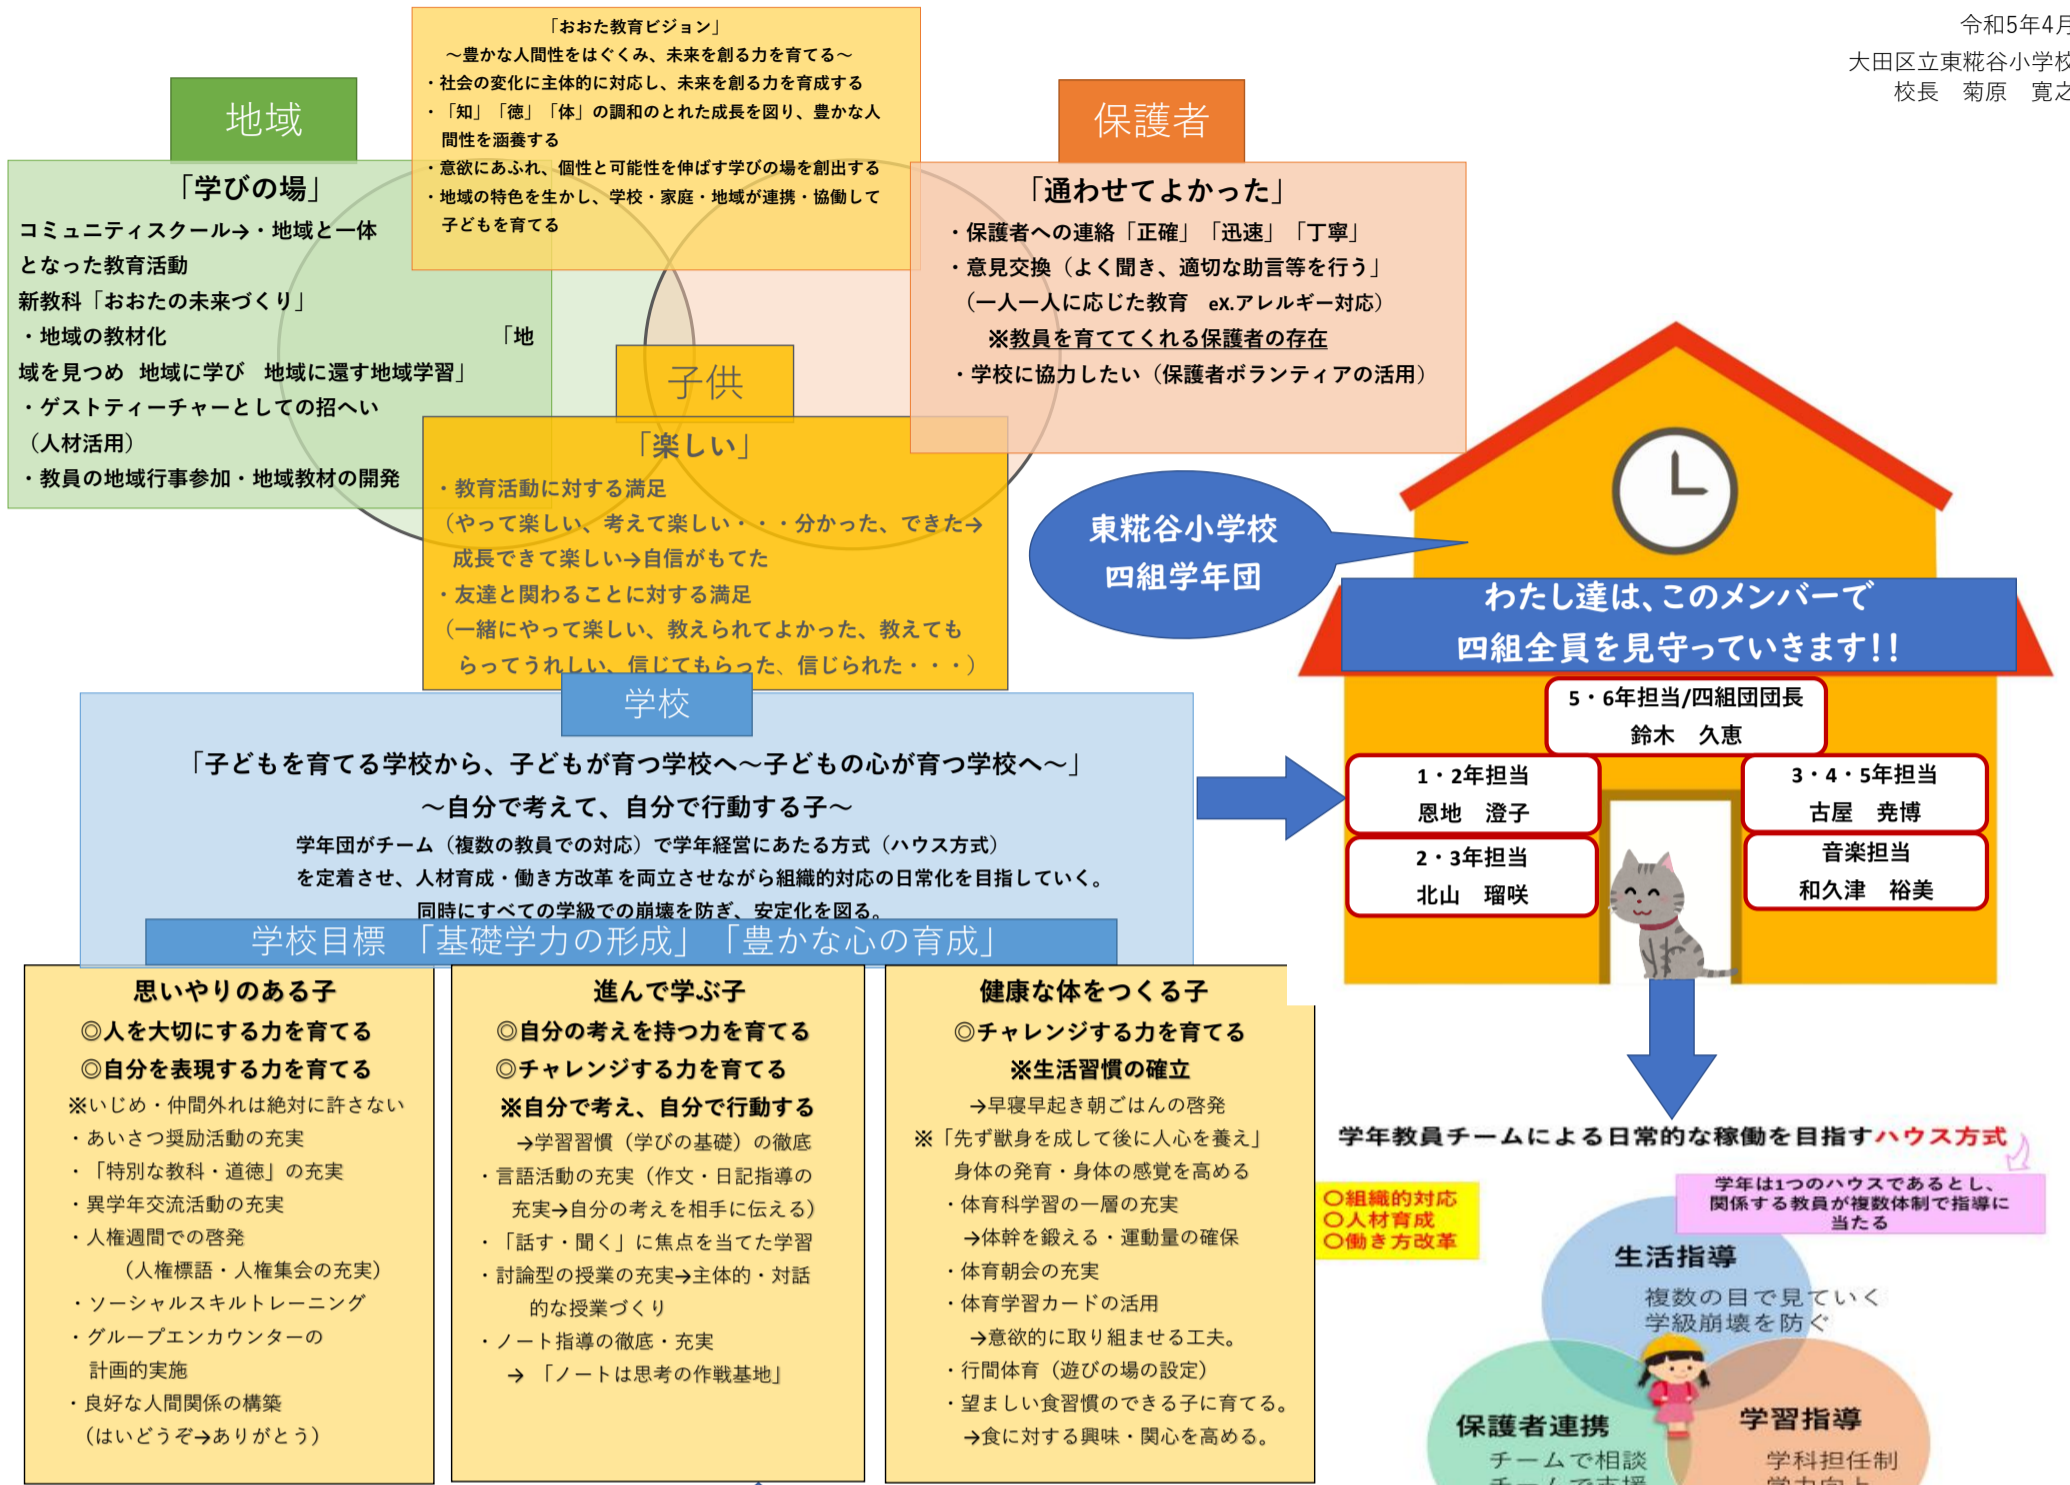 令和5年4月
大田区立東糀谷小学校
校長　菊原　寛之
「おおた教育ビジョン」
～豊かな人間性をはぐくみ、未来を創る力を育てる～
・社会の変化に主体的に対応し、未来を創る力を育成する
・「知」「徳」「体」の調和のとれた成長を図り、豊かな人
間性を涵養する
・意欲にあふれ、個性と可能性を伸ばす学びの場を創出する
・地域の特色を生かし、学校・家庭・地域が連携・協働して
子どもを育てる
地域
「学びの場」
コミュニティスクール→・地域と一体
となった教育活動
新教科「おおたの未来づくり」
・地域の教材化　「地
域を見つめ 地域に学び 地域に還す地域学習」
・ゲストティーチャーとしての招へい
（人材活用）
・教員の地域行事参加・地域教材の開発
保護者
「通わせてよかった」
・保護者への連絡「正確」「迅速」「丁寧」
・意見交換（よく聞き、適切な助言等を行う」
（一人一人に応じた教育　ex.アレルギー対応）
※教員を育ててくれる保護者の存在
・学校に協力したい（保護者ボランティアの活用）
子供
「楽しい」
・教育活動に対する満足
（やって楽しい、考えて楽しい・・・分かった、できた→
成長できて楽しい→自信がもてた
・友達と関わることに対する満足
（一緒にやって楽しい、教えられてよかった、教えても
らってうれしい、信じてもらった、信じられた・・・）
学校
「子どもを育てる学校から、子どもが育つ学校へ～子どもの心が育つ学校へ～」
～自分で考えて、自分で行動する子～
学年団がチーム（複数の教員での対応）で学年経営にあたる方式（ハウス方式）
を定着させ、人材育成・働き方改革を両立させながら組織的対応の日常化を目指していく。
同時にすべての学級での崩壊を防ぎ、安定化を図る。
学校目標　「基礎学力の形成」「豊かな心の育成」
思いやりのある子
◎人を大切にする力を育てる
◎自分を表現する力を育てる
※いじめ・仲間外れは絶対に許さない
・あいさつ奨励活動の充実
・「特別な教科・道徳」の充実
・異学年交流活動の充実
・人権週間での啓発
（人権標語・人権集会の充実）
・ソーシャルスキルトレーニング
・グループエンカウンターの
計画的実施
・良好な人間関係の構築
（はいどうぞ→ありがとう）
進んで学ぶ子
◎自分の考えを持つ力を育てる
◎チャレンジする力を育てる
※自分で考え、自分で行動する
→学習習慣（学びの基礎）の徹底
・言語活動の充実（作文・日記指導の
充実→自分の考えを相手に伝える）
・「話す・聞く」に焦点を当てた学習
・討論型の授業の充実→主体的・対話
的な授業づくり
・ノート指導の徹底・充実
→「ノートは思考の作戦基地」
健康な体をつくる子
◎チャレンジする力を育てる
※生活習慣の確立
→早寝早起き朝ごはんの啓発
※「先ず獣身を成して後に人心を養え」
身体の発育・身体の感覚を高める
・体育科学習の一層の充実
→体幹を鍛える・運動量の確保
・体育朝会の充実
・体育学習カードの活用
→意欲的に取り組ませる工夫。
・行間体育（遊びの場の設定）
・望ましい食習慣のできる子に育てる。
→食に対する興味・関心を高める。
東糀谷小学校
四組学年団
わたし達は、このメンバーで
四組全員を見守っていきます!!
5・6年担当/四組団団長
鈴木　久恵
1・2年担当
恩地　澄子
3・4・5年担当
古屋　尭博
2・3年担当
北山　瑠咲
音楽担当
和久津　裕美
学年教員チームによる日常的な稼働を目指すハウス方式
〇組織的対応
〇人材育成
〇働き方改革
学年は1つのハウスであるとし、
関係する教員が複数体制で指導に
当たる
生活指導
複数の目で見ていく
学級崩壊を防ぐ
保護者連携
チームで相談
チームで支援
学習指導
学科担任制
学力向上